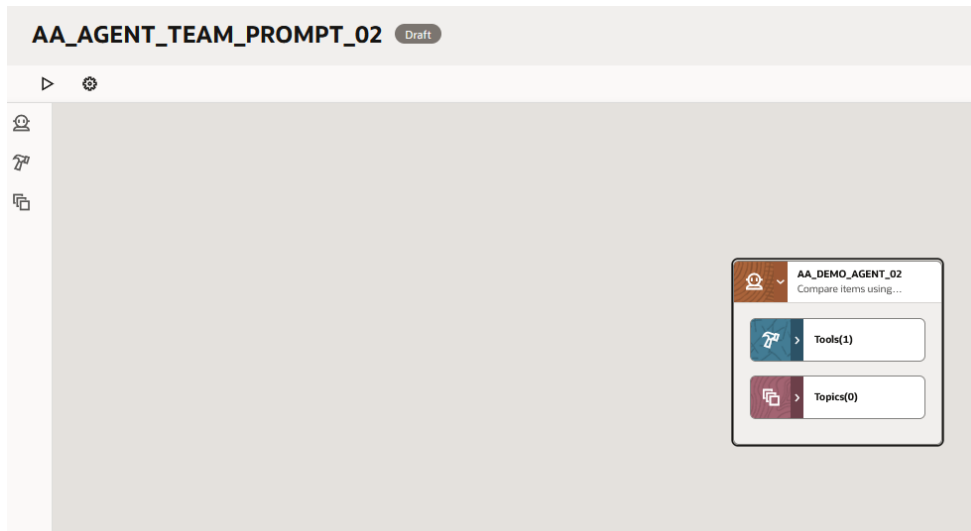 AA_AGENT_TEAM_PROMPT_02 Draft
AA_DEMO_AGENT_02
Compare items using...
Tools(1)
Topics(0)